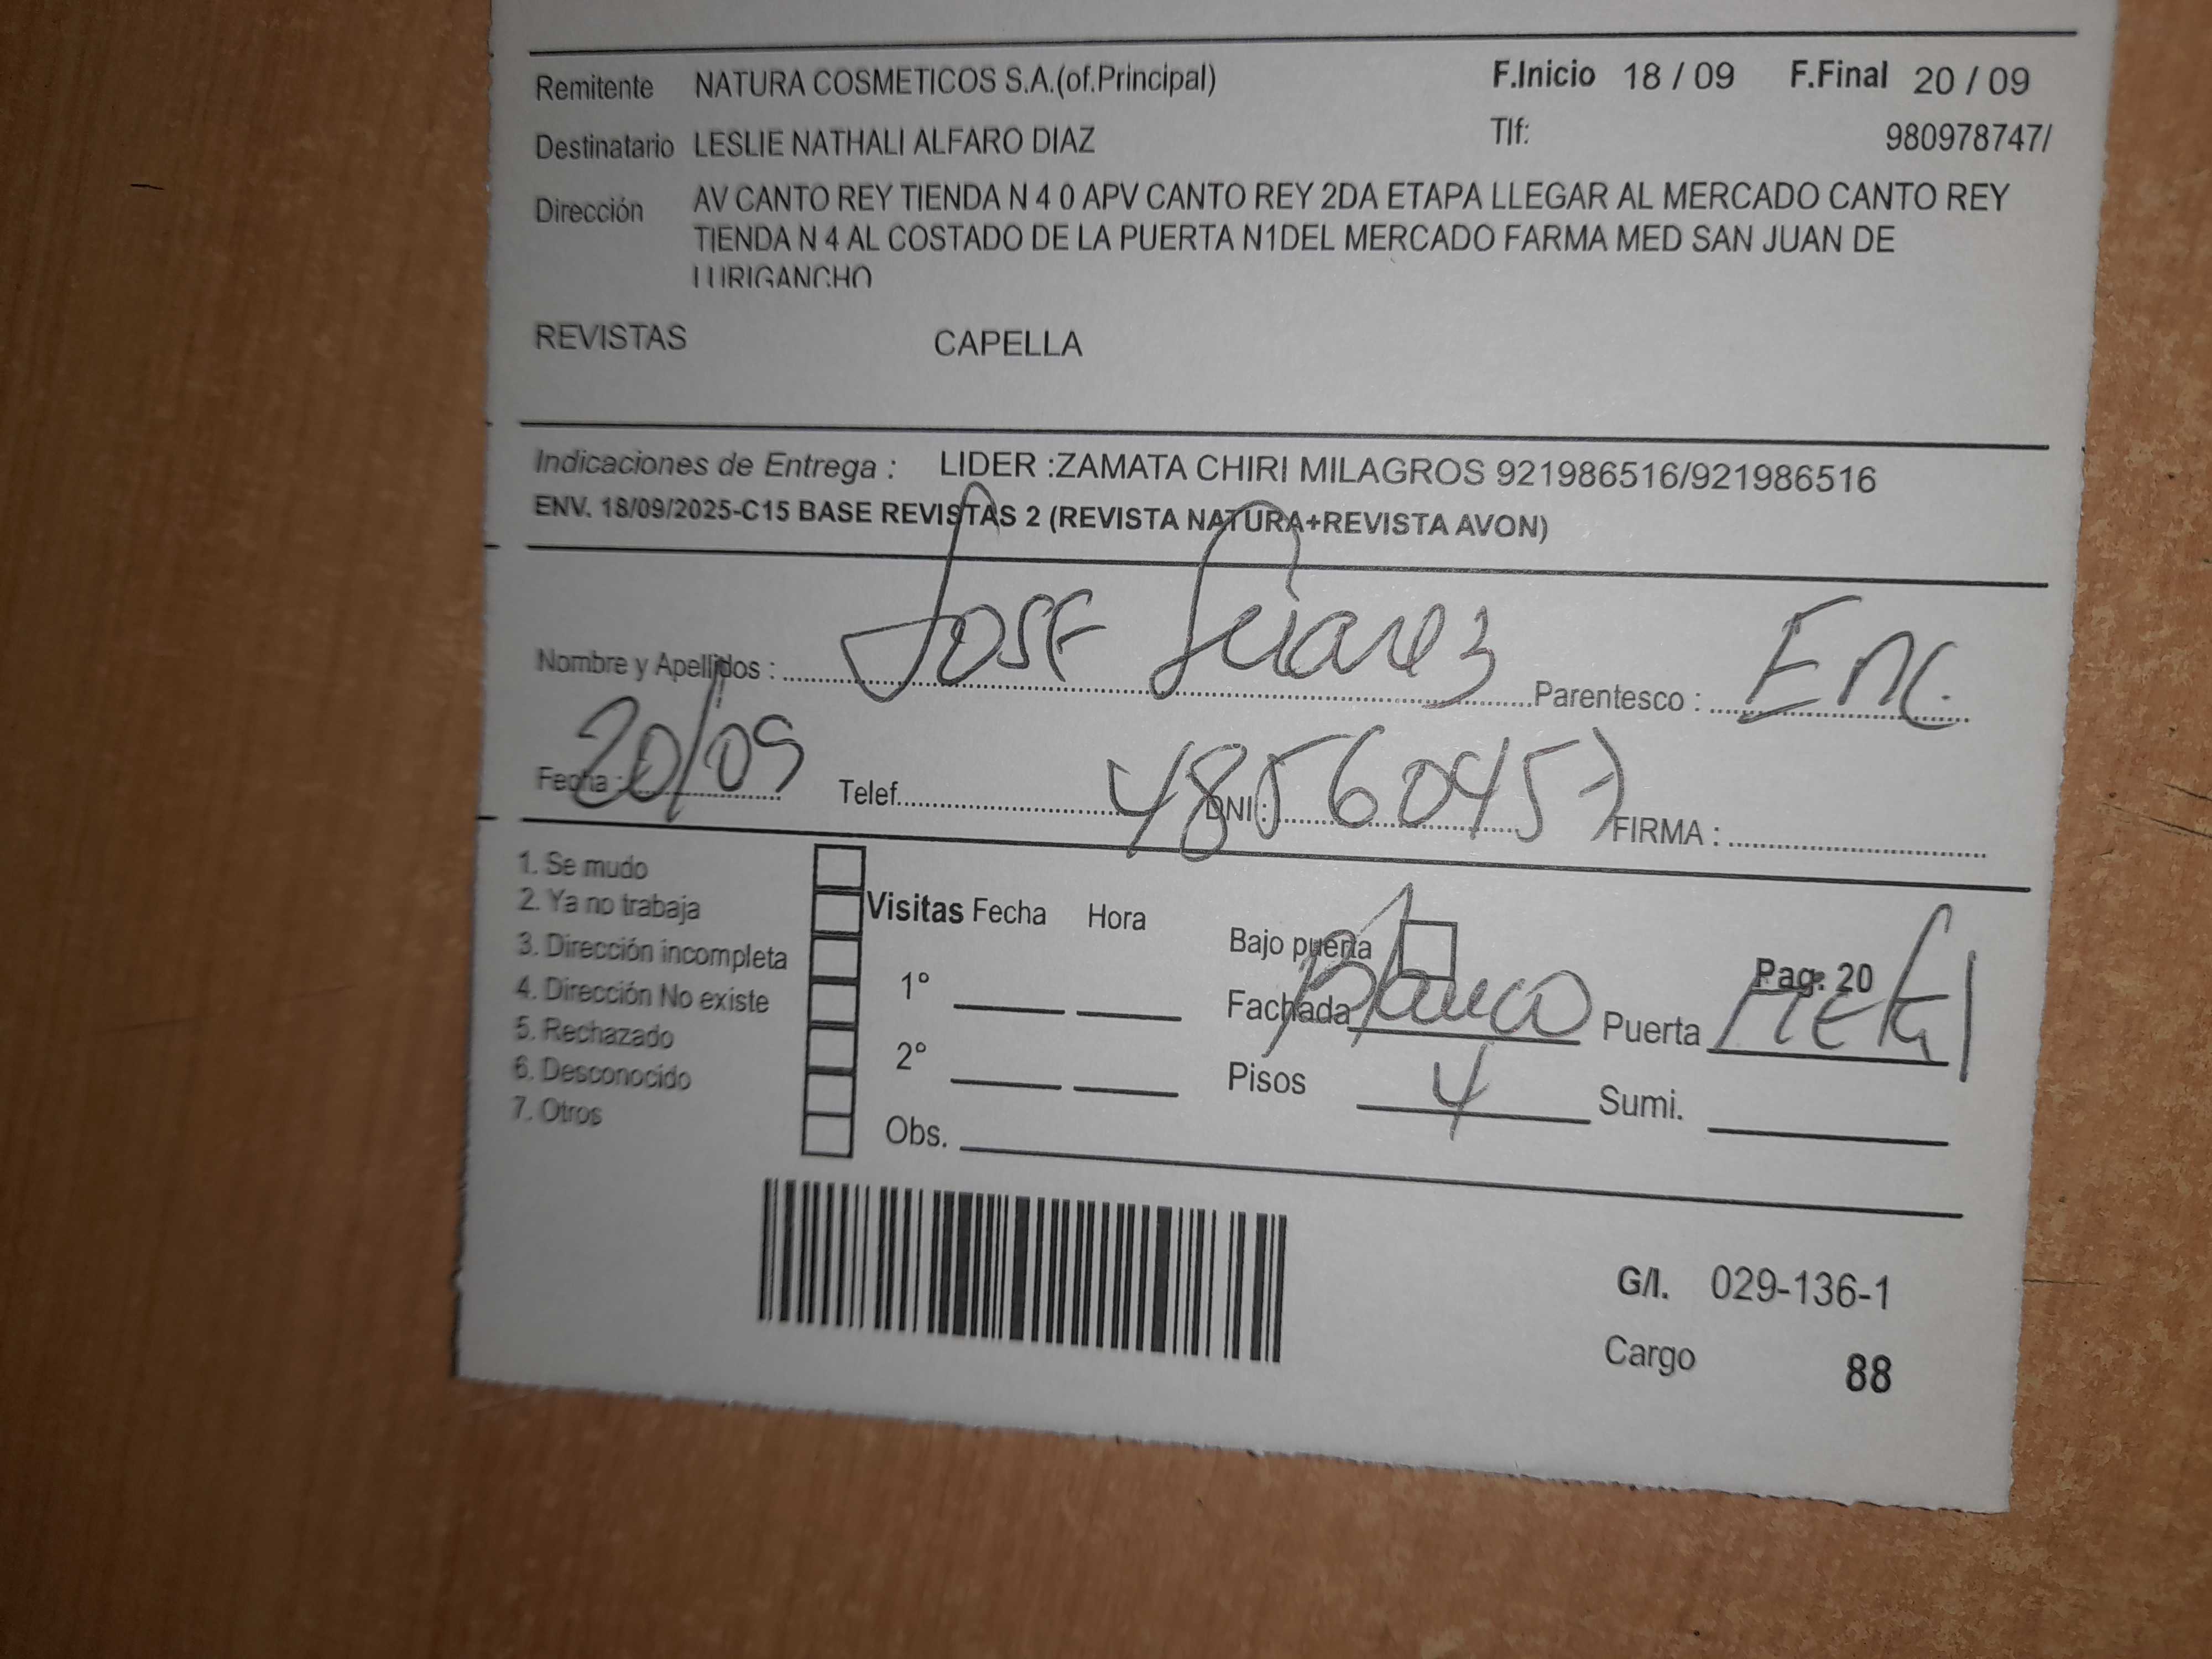 Remitente NATURA COSMETICOS S.A.(of.Principal) F.Inicio 18 / 09 F.Final 20 / 09
Destinatario LESLIE NATHALI ALFARO DIAZ Tlf: 980978747/
Dirección AV CANTO REY TIENDA N 4 0 APV CANTO REY 2DA ETAPA LLEGAR AL MERCADO CANTO REY
TIENDA N 4 AL COSTADO DE LA PUERTA N1DEL MERCADO FARMA MED SAN JUAN DE
LURIGANCHO
REVISTAS CAPELLA
Indicaciones de Entrega : LIDER :ZAMATA CHIRI MILAGROS 921986516/921986516
ENV. 18/09/2025-C15 BASE REVISTAS 2 (REVISTA NATURA+REVISTA AVON)
Nombre y Apellidos : Jose Suarez Parentesco : Enc.
Fecha : 20/09 Telef. DNI : 48560457 FIRMA :
1. Se mudo
2. Ya no trabaja
3. Dirección incompleta
4. Dirección No existe
5. Rechazado
6. Desconocido
7. Otros
Visitas Fecha Hora
1°
2°
Obs.
Bajo puerta
Pag. 20
Fachada Blanco Puerta Metal
Pisos 4 Sumi.
G/I. 029-136-1
Cargo 88